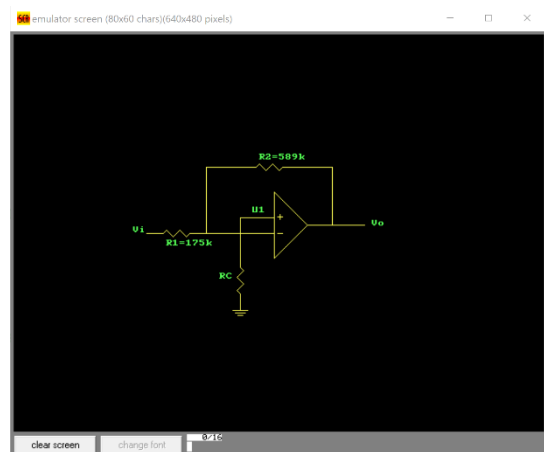 emulator screen (80x60 chars)(640x480 pixels)
R2=589k
U1
+
Vi
Vo
−
R1=175k
RC
0/16
clear screen
change font